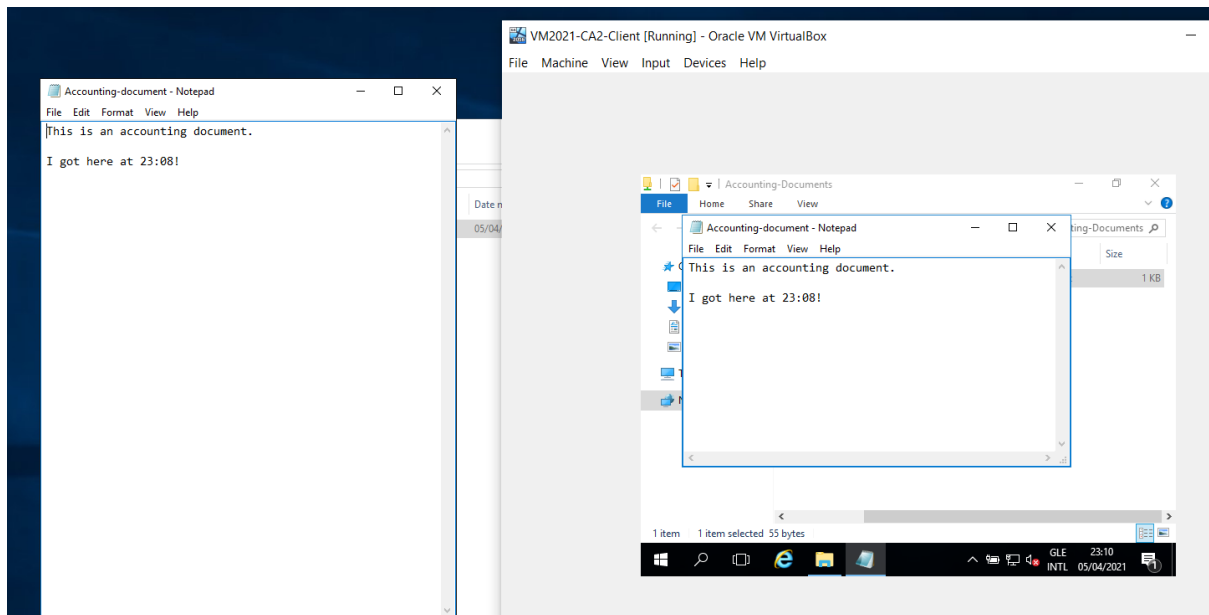 VM2021-CA2-Client [Running] - Oracle VM VirtualBox
File Machine View Input Devices Help
Accounting-document - Notepad
File Edit Format View Help
This is an accounting document.
I got here at 23:08!
Date
05/04/
Accounting-Documents
File Home Share View
ting-Documents
Size
1 KB
Accounting-document - Notepad
File Edit Format View Help
This is an accounting document.
I got here at 23:08!
1 item 1 item selected 55 bytes
GLE 23:10
INTL 05/04/2021
1